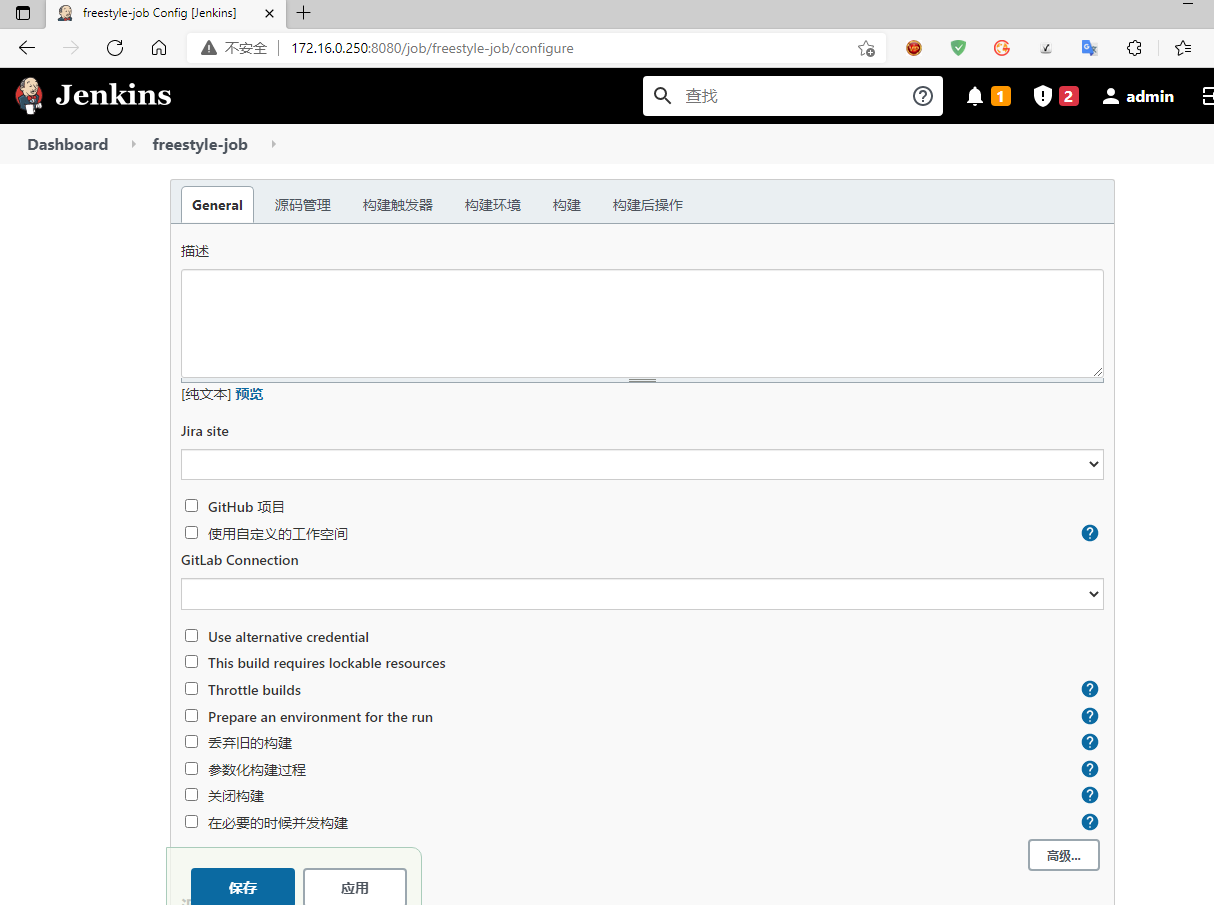 freestyle-job Config [Jenkins]
不安全 172.16.0.250:8080/job/freestyle-job/configure
Jenkins 查找 1 2 admin
Dashboard freestyle-job
General 源码管理 构建触发器 构建环境 构建 构建后操作
描述
[纯文本] 预览
Jira site
GitHub 项目
使用自定义的工作空间
GitLab Connection
Use alternative credential
This build requires lockable resources
Throttle builds
Prepare an environment for the run
丢弃旧的构建
参数化构建过程
关闭构建
在必要的时候并发构建
高级...
保存 应用